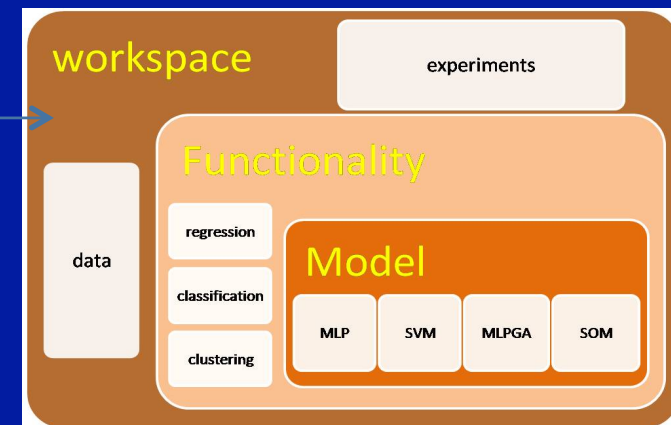 workspace
experiments
Functionality
data
regression
classification
clustering
Model
MLP
SVM
MLPGA
SOM